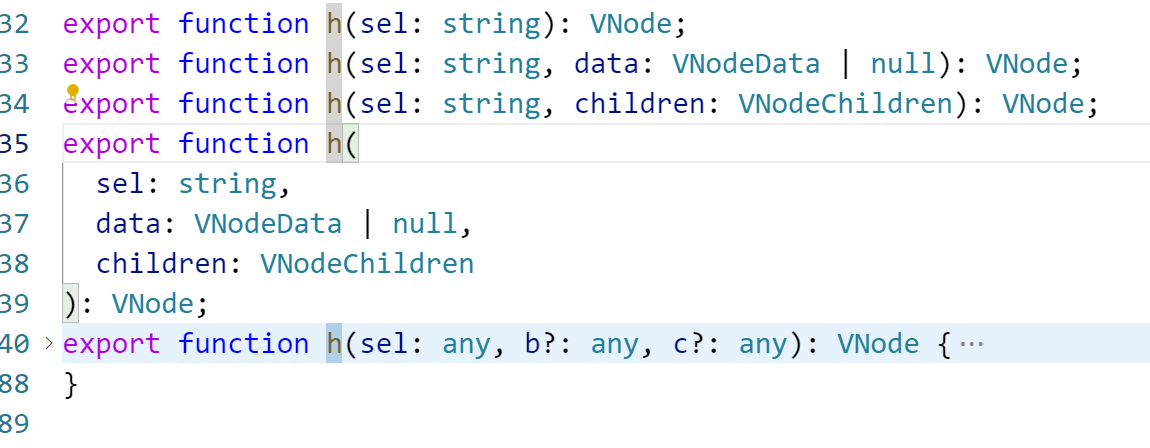 32 export function h(sel: string): VNode;
33 export function h(sel: string, data: VNodeData | null): VNode;
34 export function h(sel: string, children: VNodeChildren): VNode;
35 export function h(
36   sel: string,
37   data: VNodeData | null,
38   children: VNodeChildren
39 ): VNode;
40 export function h(sel: any, b?: any, c?: any): VNode { ···
88 }
89